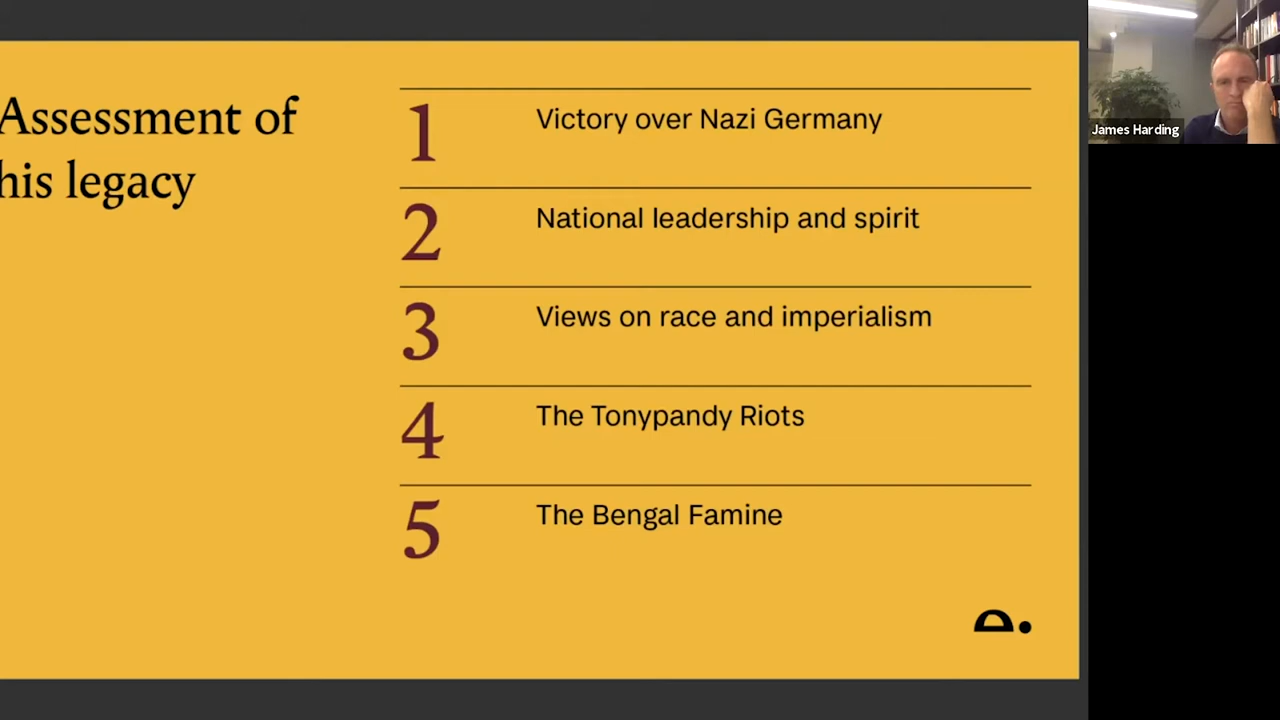 Assessment of
his legacy
1
Victory over Nazi Germany
2
National leadership and spirit
3
Views on race and imperialism
4
The Tonypandy Riots
5
The Bengal Famine
James Harding